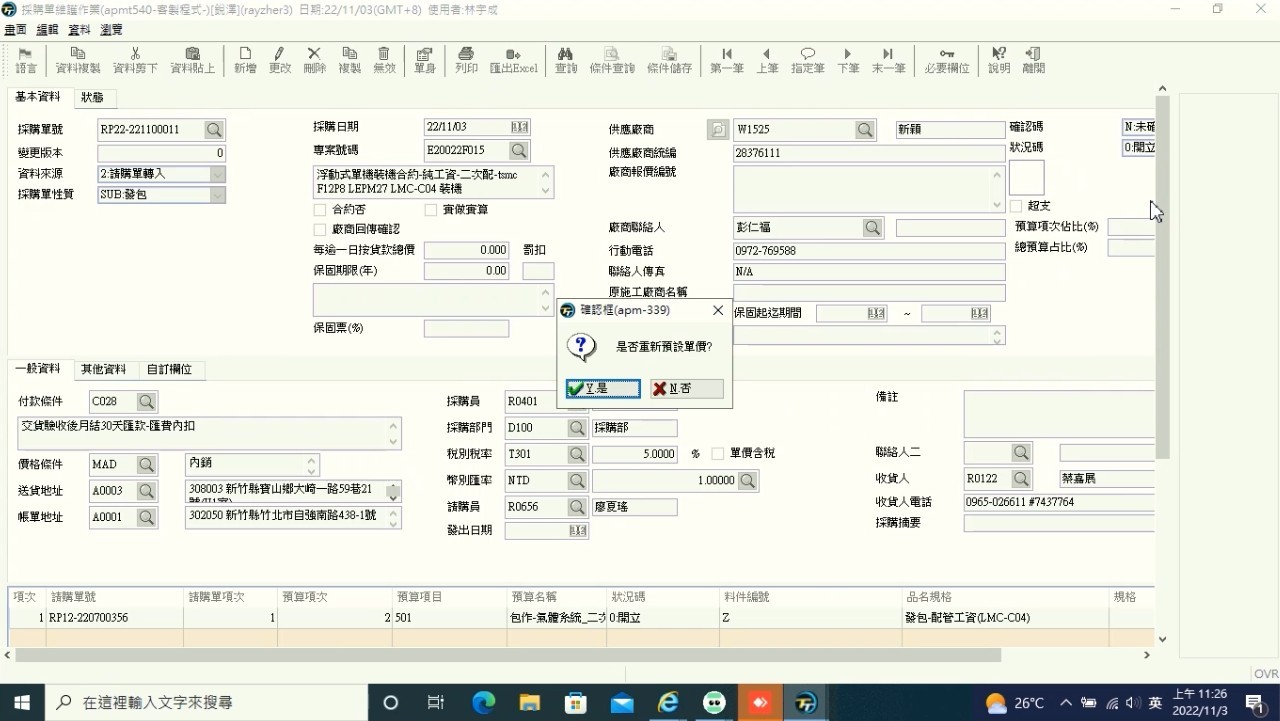 採購單維護作業(apmt540-客製程式-)[銳澤](rayzher3) 日期:22/11/03(GMT+8) 使用者:林宇或
畫面 編輯 資料 瀏覽
語言 資料複製 資料剪下 資料貼上 新增 更改 刪除 複製 無效 單身 列印 匯出Excel 查詢 條件查詢 條件儲存 第一筆 上筆 指定筆 下筆 末一筆 必要欄位 說明 離開
基本資料 狀態
採購單號 RP22-221100011
變更版本 0
資料來源 2:請購單轉入
採購單性質 SUB:發包
採購日期 22/11/03
專案號碼 E20022F015
浮動式單機裝機合約-純工資-二次配-tsmc
F12P8 LEPM27 LMC-C04 裝機
合約否 實做實算
廠商回傳確認
每逾一日按貨款總價 0.000 罰扣
保固期限(年) 0.00
保固票(%)
供應廠商 W1525 新穎
供應廠商統編 28376111
廠商報價編號
廠商聯絡人 彭仁福
行動電話 0972-769588
聯絡人傳真 N/A
原施工廠商名稱
保固起迄期間 ~
確認碼 N:未確
狀況碼 0:開立
超支
預算項次佔比(%)
總預算占比(%)
確認框(apm-339)
是否重新預設單價?
Y.是 N.否
一般資料 其他資料 自訂欄位
付款條件 C028
交貨驗收後月結30天匯款-匯費內扣
價格條件 MAD 內銷
送貨地址 A0003 308003 新竹縣寶山鄉大崎一路59巷21
帳單地址 A0001 302050 新竹縣竹北市自強南路438-1號
採購員 R0401
採購部門 D100 採購部
稅別稅率 T301 5.0000 % 單價含稅
幣別匯率 NTD 1.00000
請購員 R0656 廖夏瑤
發出日期
備註
聯絡人二
收貨人 R0122 禁嘉展
收貨人電話 0965-026611 #7437764
採購摘要
項次 請購單號 請購單項次 預算項次 預算項目 預算名稱 狀況碼 料件編號 品名規格 規格
1 RP12-220700356 1 2 501 包作-氣體系統_二次 0:開立 Z 發包-配管工資(LMC-C04)
OVR
在這裡輸入文字來搜尋
26°C 英 上午 11:26
2022/11/3
1